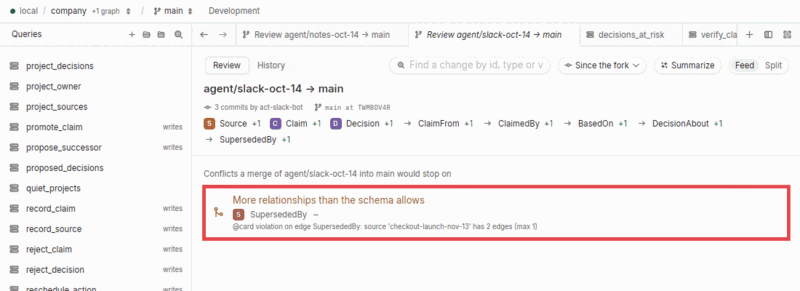 local / company +1 graph / main Development
Queries
Review agent/notes-oct-14 → main
Review agent/slack-oct-14 → main
decisions_at_risk
verify_cla
project_decisions
project_owner
project_sources
promote_claim writes
propose_successor writes
proposed_decisions
quiet_projects
record_claim writes
record_source writes
reject_claim writes
reject_decision writes
reschedule_action writes
Review History
Find a change by id, type or v
Since the fork
Summarize
Feed Split
agent/slack-oct-14 → main
3 commits by act-slack-bot main at TWMBDV4R
S Source +1 C Claim +1 D Decision +1 → ClaimFrom +1 → ClaimedBy +1 → BasedOn +1 → DecisionAbout +1
→ SupersededBy +1
Conflicts a merge of agent/slack-oct-14 into main would stop on
More relationships than the schema allows
S SupersededBy –
@card violation on edge SupersededBy: source 'checkout-launch-nov-13' has 2 edges (max 1)